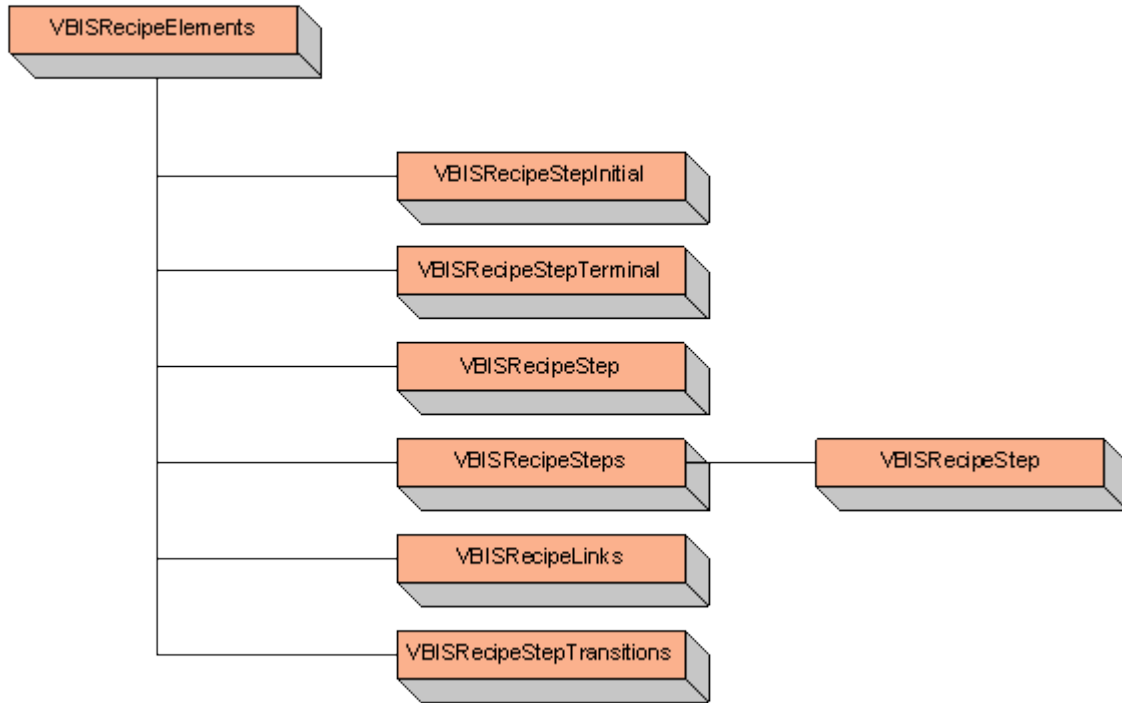 VBISRecipeElements
VBISRecipeStepInitial
VBISRecipeStepTerminal
VBISRecipeStep
VBISRecipeSteps
VBISRecipeStep
VBISRecipeLinks
VBISRecipeStepTransitions